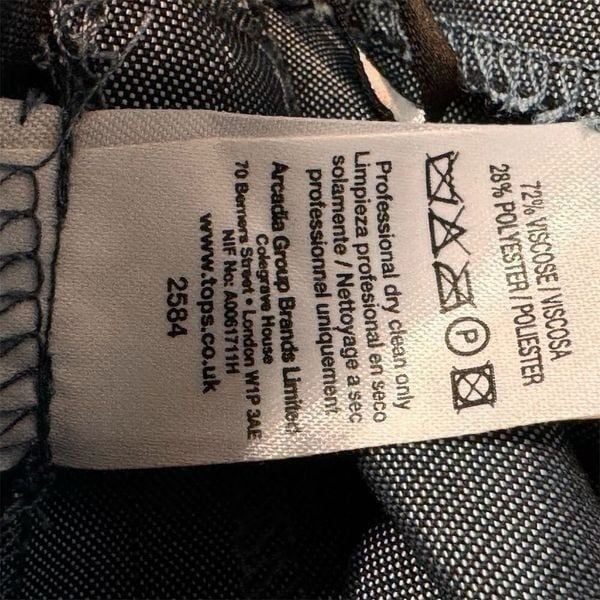 72% VISCOSE / VISCOSA
28% POLYESTER / POLIESTER
P
Professional dry clean only
Limpieza profesional en seco
solamente / Nettoyage a sec
professionnel uniquement
Arcadia Group Brands Limited
Colegrave House
70 Berners Street • London W1P 3AE
NIF No: A0061711H
www.tops.co.uk
2584